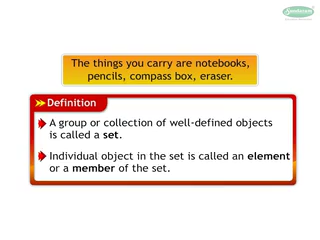 The things you carry are notebooks,
pencils, compass box, eraser.
Definition
A group or collection of well-defined objects
is called a set.
Individual object in the set is called an element
or a member of the set.